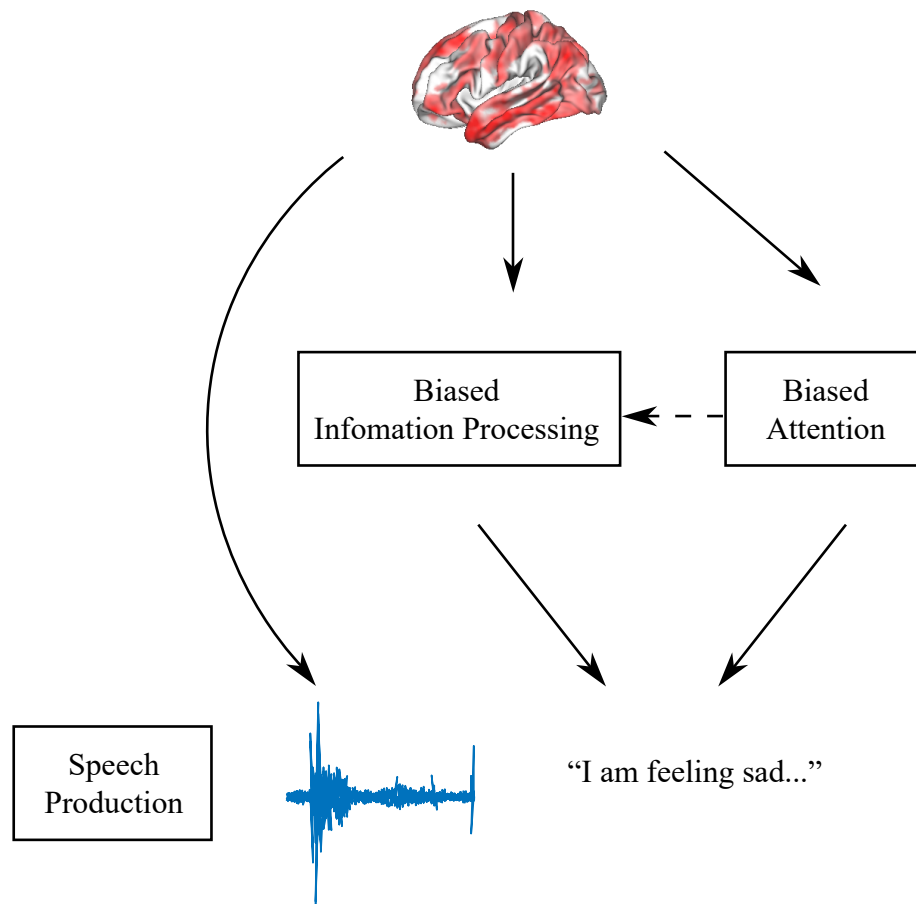 Biased
Infomation Processing
Biased
Attention
Speech
Production
“I am feeling sad...”